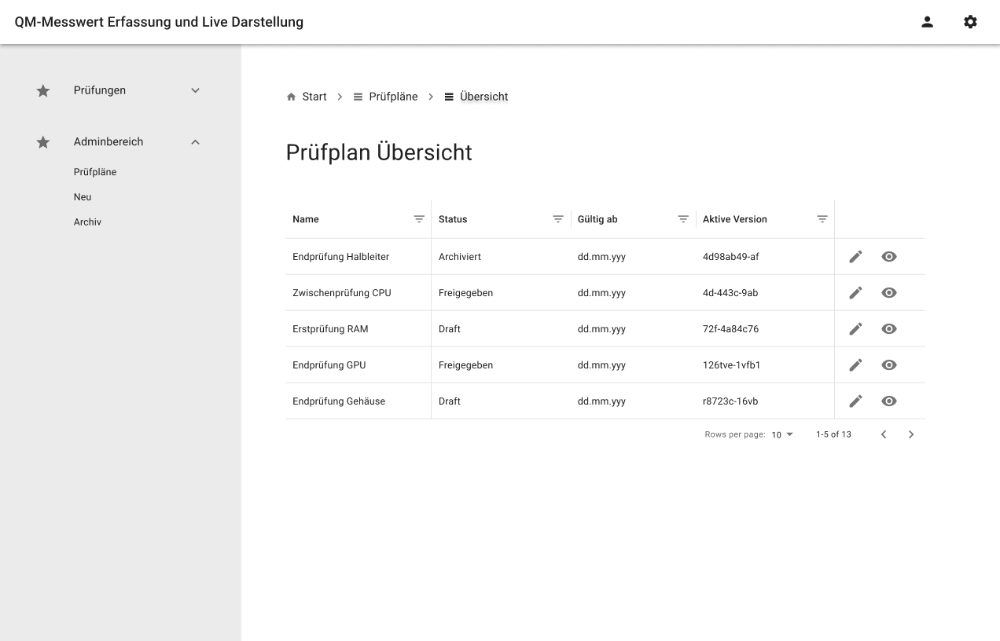 QM-Messwert Erfassung und Live Darstellung
Prüfungen
Adminbereich
Prüfpläne
Neu
Archiv
Start Prüfpläne Übersicht
Prüfplan Übersicht
Name Status Gültig ab Aktive Version
Endprüfung Halbleiter Archiviert dd.mm.yyy 4d98ab49-af
Zwischenprüfung CPU Freigegeben dd.mm.yyy 4d-443c-9ab
Erstprüfung RAM Draft dd.mm.yyy 72f-4a84c76
Endprüfung GPU Freigegeben dd.mm.yyy 126tve-1vfb1
Endprüfung Gehäuse Draft dd.mm.yyy r8723c-16vb
Rows per page: 10 1-5 of 13